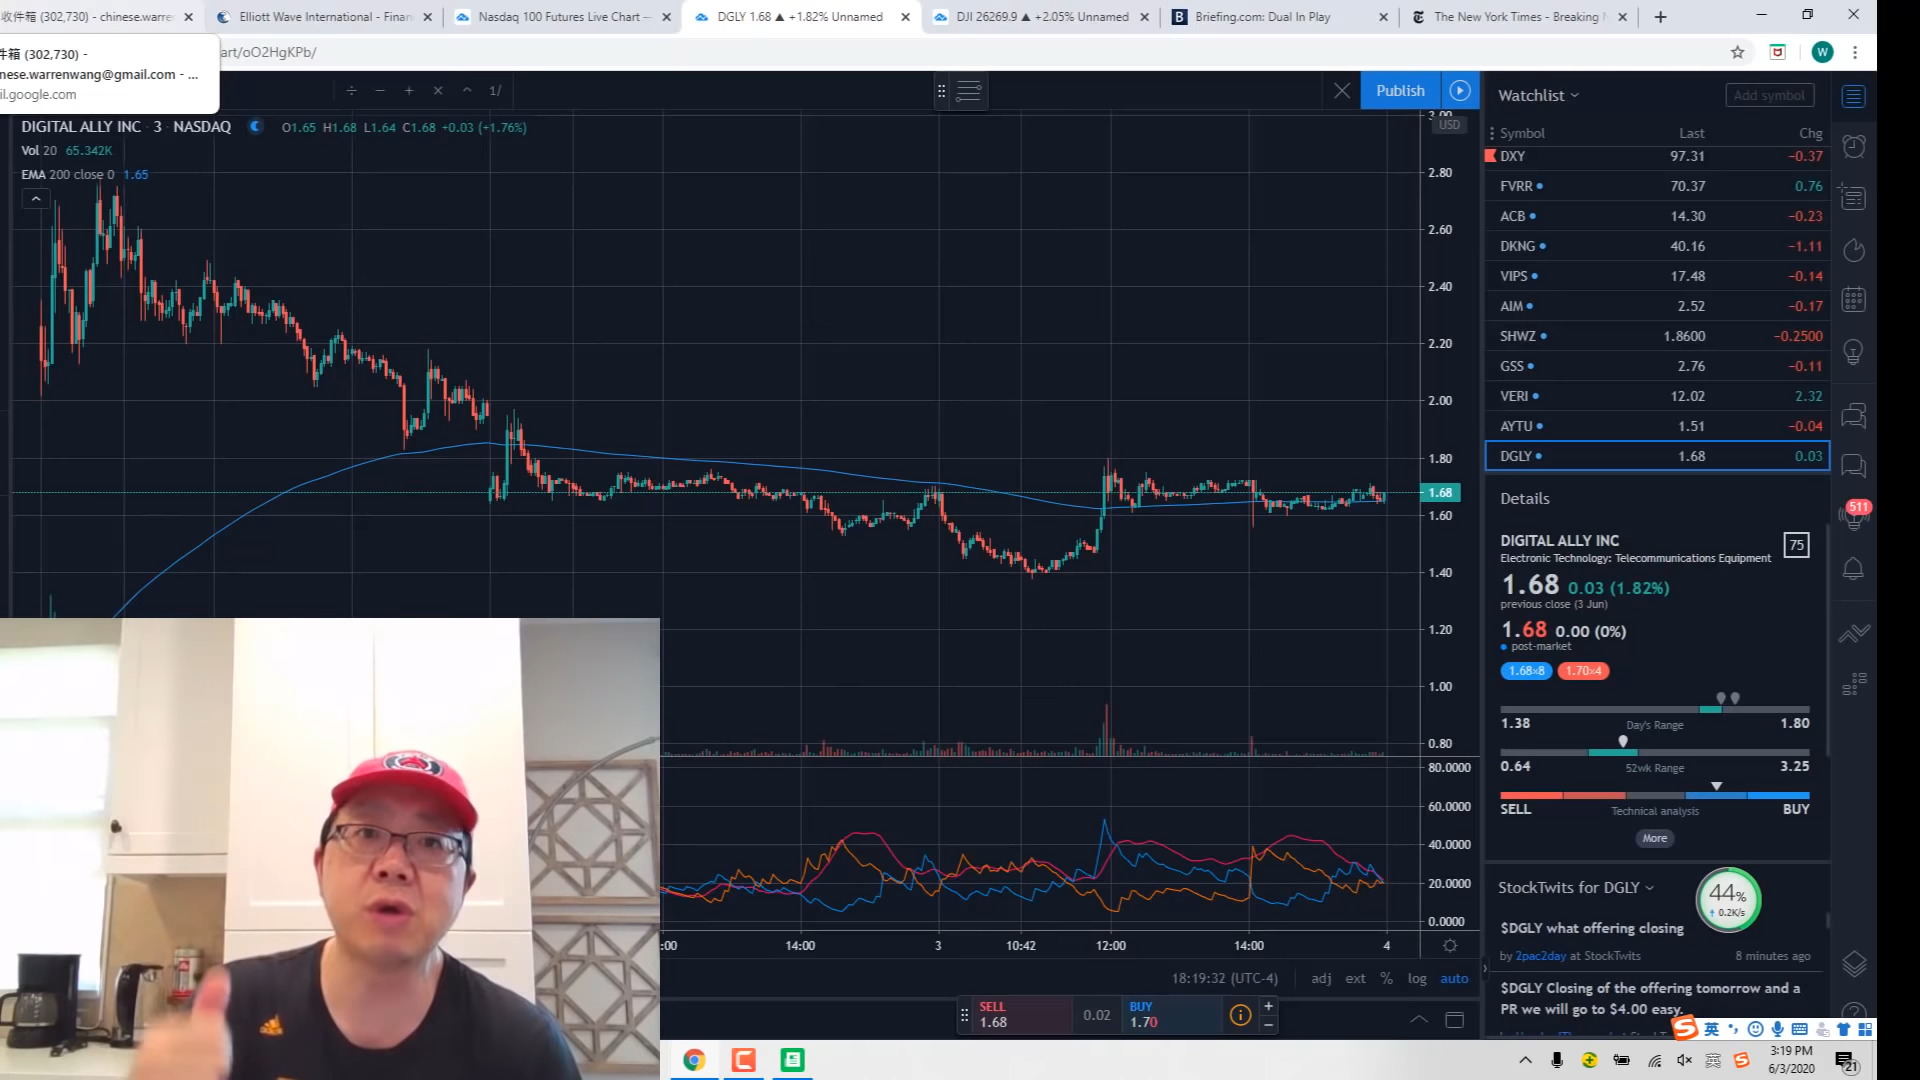 收件箱 (302,730) - chinese.warre
Elliott Wave International - Finan
Nasdaq 100 Futures Live Chart —
DGLY 1.68 ▲ +1.82% Unnamed
DJI 26269.9 ▲ +2.05% Unnamed
Briefing.com: Dual In Play
The New York Times - Breaking
件箱 (302,730) -
nese.warrenwang@gmail.com - ...
il.google.com
art/oO2HgKPb/
W
1/
Publish
DIGITAL ALLY INC · 3 · NASDAQ
O1.65 H1.68 L1.64 C1.68 +0.03 (+1.76%)
Vol 20 65.342K
EMA 200 close 0 1.65
3.00
USD
2.80
2.60
2.40
2.20
2.00
1.80
1.68
1.60
1.40
1.20
1.00
0.80
80.0000
60.0000
40.0000
20.0000
0.0000
:00
14:00
3
10:42
12:00
14:00
4
18:19:32 (UTC-4)
adj
ext
%
log
auto
SELL
1.68
0.02
BUY
1.70
Watchlist
Add symbol
Symbol Last Chg
DXY 97.31 −0.37
FVRR 70.37 0.76
ACB 14.30 −0.23
DKNG 40.16 −1.11
VIPS 17.48 −0.14
AIM 2.52 −0.17
SHWZ 1.8600 −0.2500
GSS 2.76 −0.11
VERI 12.02 2.32
AYTU 1.51 −0.04
DGLY 1.68 0.03
Details
DIGITAL ALLY INC
75
Electronic Technology: Telecommunications Equipment
1.68 0.03 (1.82%)
previous close (3 Jun)
1.68 0.00 (0%)
post-market
1.68×8 1.70×4
1.38 Day's Range 1.80
0.64 52wk Range 3.25
SELL Technical analysis BUY
More
StockTwits for DGLY
44%
↑ 0.2K/s
$DGLY what offering closing
by 2pac2day at StockTwits 8 minutes ago
$DGLY Closing of the offering tomorrow and a
PR we will go to $4.00 easy.
511
英
英
3:19 PM
6/3/2020
21